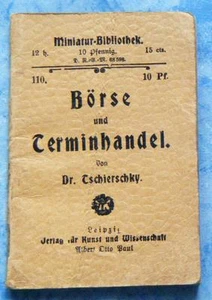 Miniatur-Bibliothek.
12 h. 10 Pfennig. 15 cts.
D. R.-G.-M.
110. 10 Pf.
Börse
und
Terminhandel.
Von
Dr. Tschierschky.
Leipzig
Verlag für Kunst und Wissenschaft
Albert Otto Paul